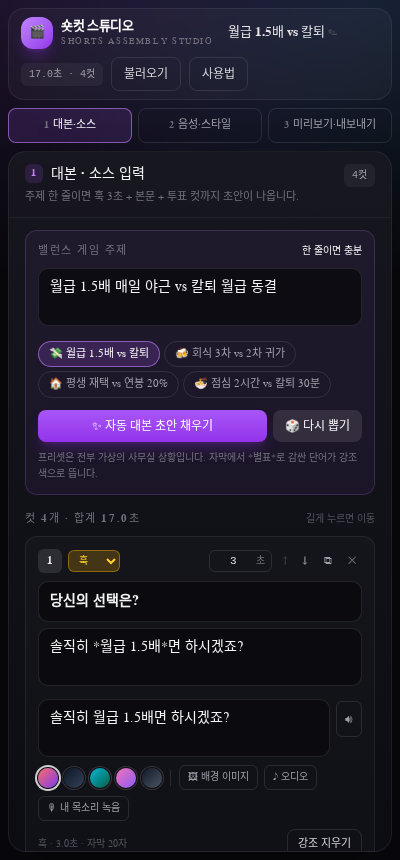 숏컷 스튜디오
SHORTS ASSEMBLY STUDIO
월급 1.5배 vs 칼퇴
17.0초 · 4컷
불러오기
사용법
1 대본·소스
2 음성·스타일
3 미리보기·내보내기
1 대본 · 소스 입력
4컷
주제 한 줄이면 훅 3초 + 본문 + 투표 컷까지 초안이 나옵니다.
밸런스 게임 주제
한 줄이면 충분
월급 1.5배 매일 야근 vs 칼퇴 월급 동결
월급 1.5배 vs 칼퇴
회식 3차 vs 2차 귀가
평생 재택 vs 연봉 20%
점심 2시간 vs 칼퇴 30분
자동 대본 초안 채우기
다시 뽑기
프리셋은 전부 가상의 사무실 상황입니다. 자막에서 *별표*로 감싼 단어가 강조
색으로 뜹니다.
컷 4개 · 합계 17.0초
길게 누르면 이동
1
훅
3 초
당신의 선택은?
솔직히 *월급 1.5배*면 하시겠죠?
솔직히 월급 1.5배면 하시겠죠?
배경 이미지
오디오
내 목소리 녹음
훅 · 3.0초 · 자막 20자
강조 지우기